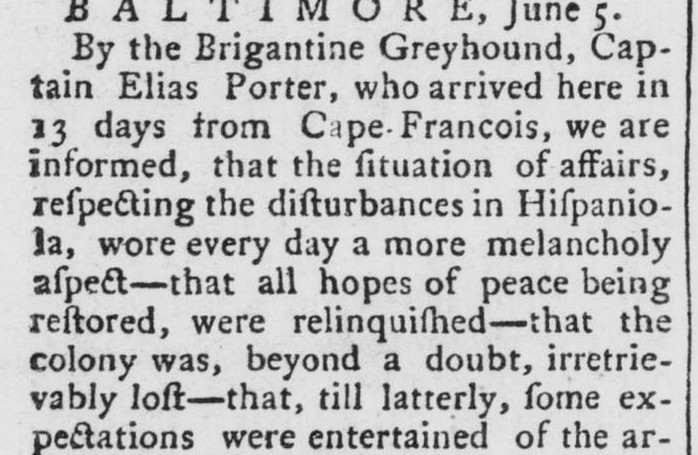 BALTIMORE, June 5.
By the Brigantine Greyhound, Cap-
tain Elias Porter, who arrived here in
13 days from Cape-Francois, we are
informed, that the ſituation of affairs,
reſpecting the diſturbances in Hiſpanio-
la, wore every day a more melancholy
aſpect—that all hopes of peace being
reſtored, were relinquiſhed—that the
colony was, beyond a doubt, irretrie-
vably loſt—that, till latterly, ſome ex-
pectations were entertained of the ar-